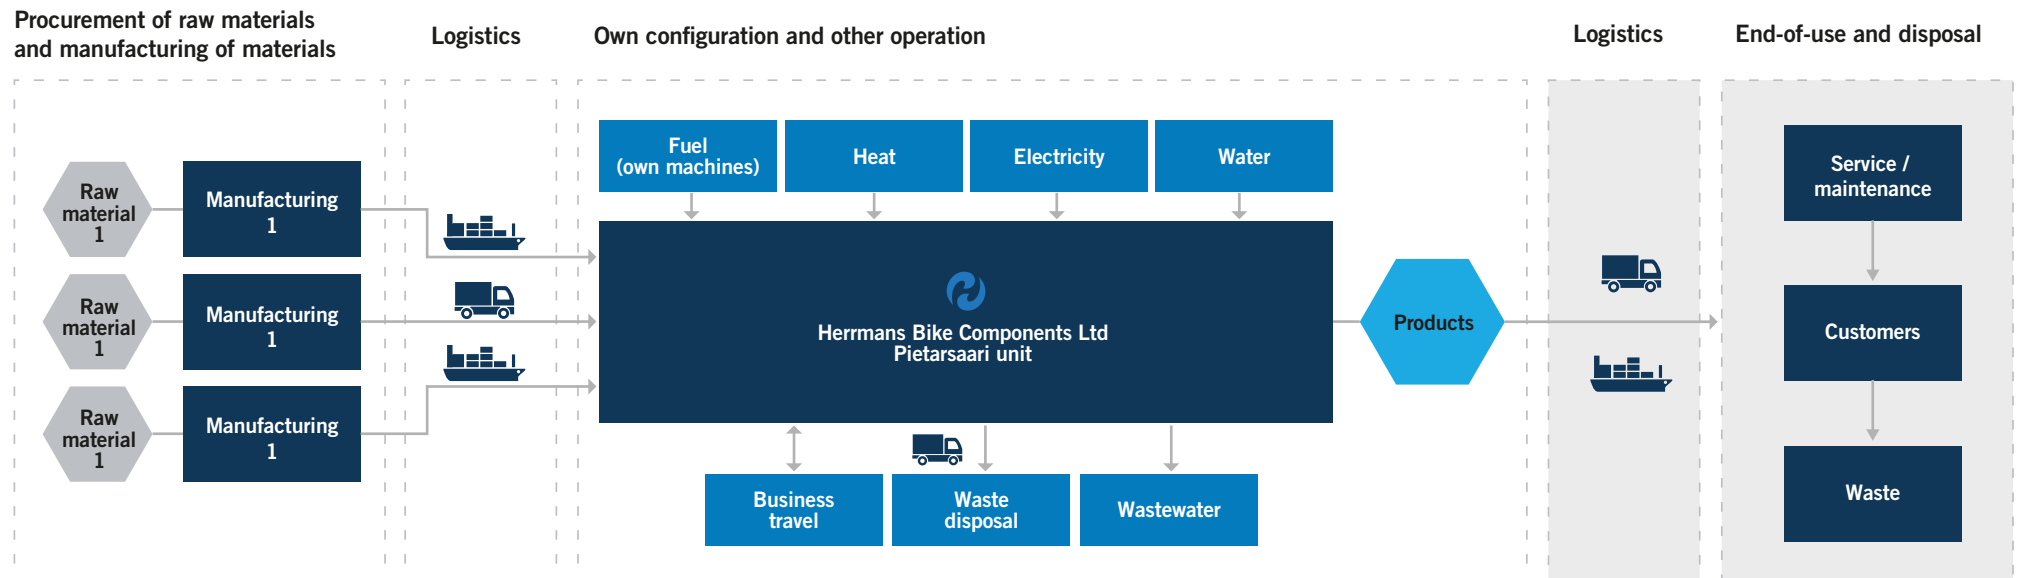 Procurement of raw materials
and manufacturing of materials
Logistics
Own configuration and other operation
Logistics
End-of-use and disposal
Raw
material
1
Manufacturing
1
Raw
material
1
Manufacturing
1
Raw
material
1
Manufacturing
1
Fuel
(own machines)
Heat
Electricity
Water
Herrmans Bike Components Ltd
Pietarsaari unit
Business
travel
Waste
disposal
Wastewater
Products
Service /
maintenance
Customers
Waste